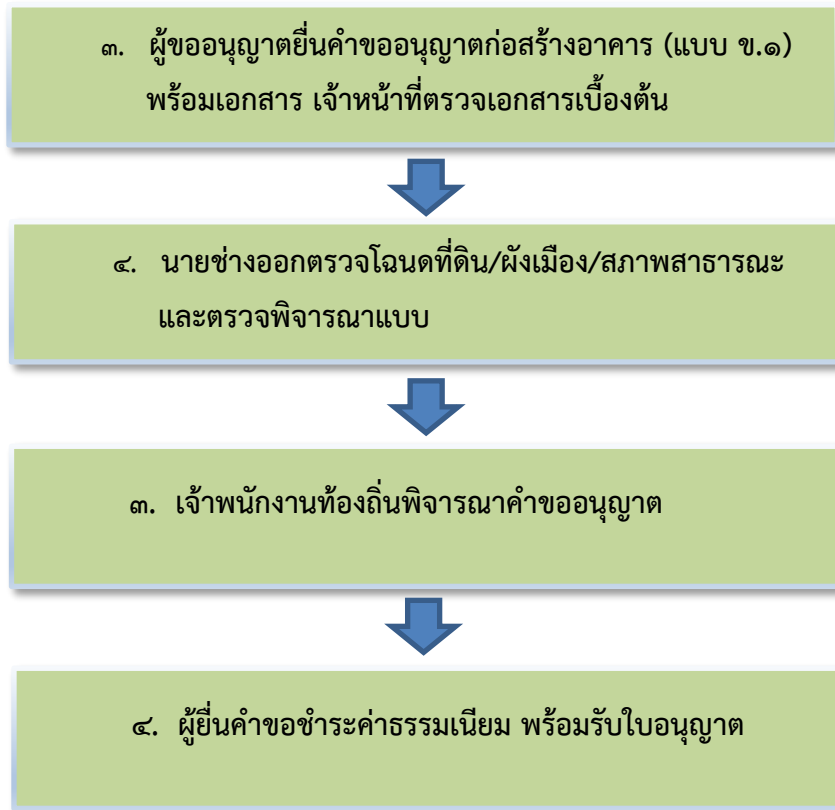 ๓. ผู้ขออนุญาตยื่นคำขออนุญาตก่อสร้างอาคาร (แบบ ข.๑)
พร้อมเอกสาร เจ้าหน้าที่ตรวจเอกสารเบื้องต้น
๔. นายช่างออกตรวจโฉนดที่ดิน/ผังเมือง/สภาพสาธารณะ
และตรวจพิจารณาแบบ
๓. เจ้าพนักงานท้องถิ่นพิจารณาคำขออนุญาต
๔. ผู้ยื่นคำขอชำระค่าธรรมเนียม พร้อมรับใบอนุญาต